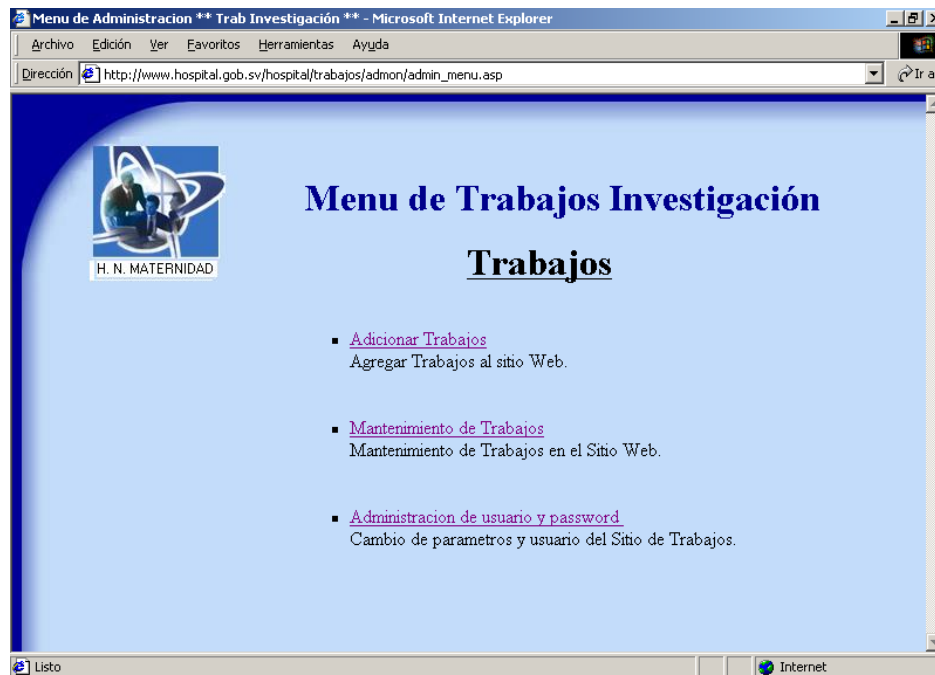 Menu de Administracion ** Trab Investigación ** - Microsoft Internet Explorer
Archivo Edición Ver Favoritos Herramientas Ayuda
Dirección http://www.hospital.gob.sv/hospital/trabajos/admon/admin_menu.asp Ir a
H. N. MATERNIDAD
Menu de Trabajos Investigación
Trabajos
Adicionar Trabajos
Agregar Trabajos al sitio Web.
Mantenimiento de Trabajos
Mantenimiento de Trabajos en el Sitio Web.
Administracion de usuario y password
Cambio de parametros y usuario del Sitio de Trabajos.
Listo Internet